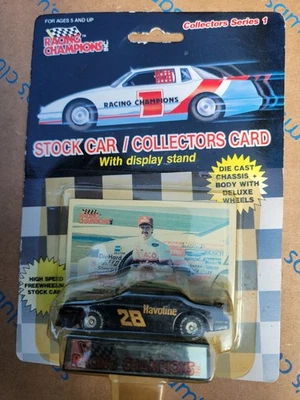 FOR AGES 5 AND UP
Collectors Series 1
RACING
CHAMPIONS
1
RACING CHAMPIONS
STOCK CAR / COLLECTORS CARD
With display stand
DIE CAST
CHASSIS +
BODY WITH
DELUXE
WHEELS
HIGH SPEED
FREEWHEELING
STOCK CAR
28
Havoline
RACING
CHAMPIONS